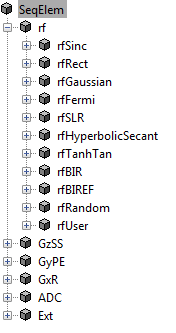 SeqElem
rf
rfSinc
rfRect
rfGaussian
rfFermi
rfSLR
rfHyperbolicSecant
rfTanhTan
rfBIR
rfBIREF
rfRandom
rfUser
GzSS
GyPE
GxR
ADC
Ext